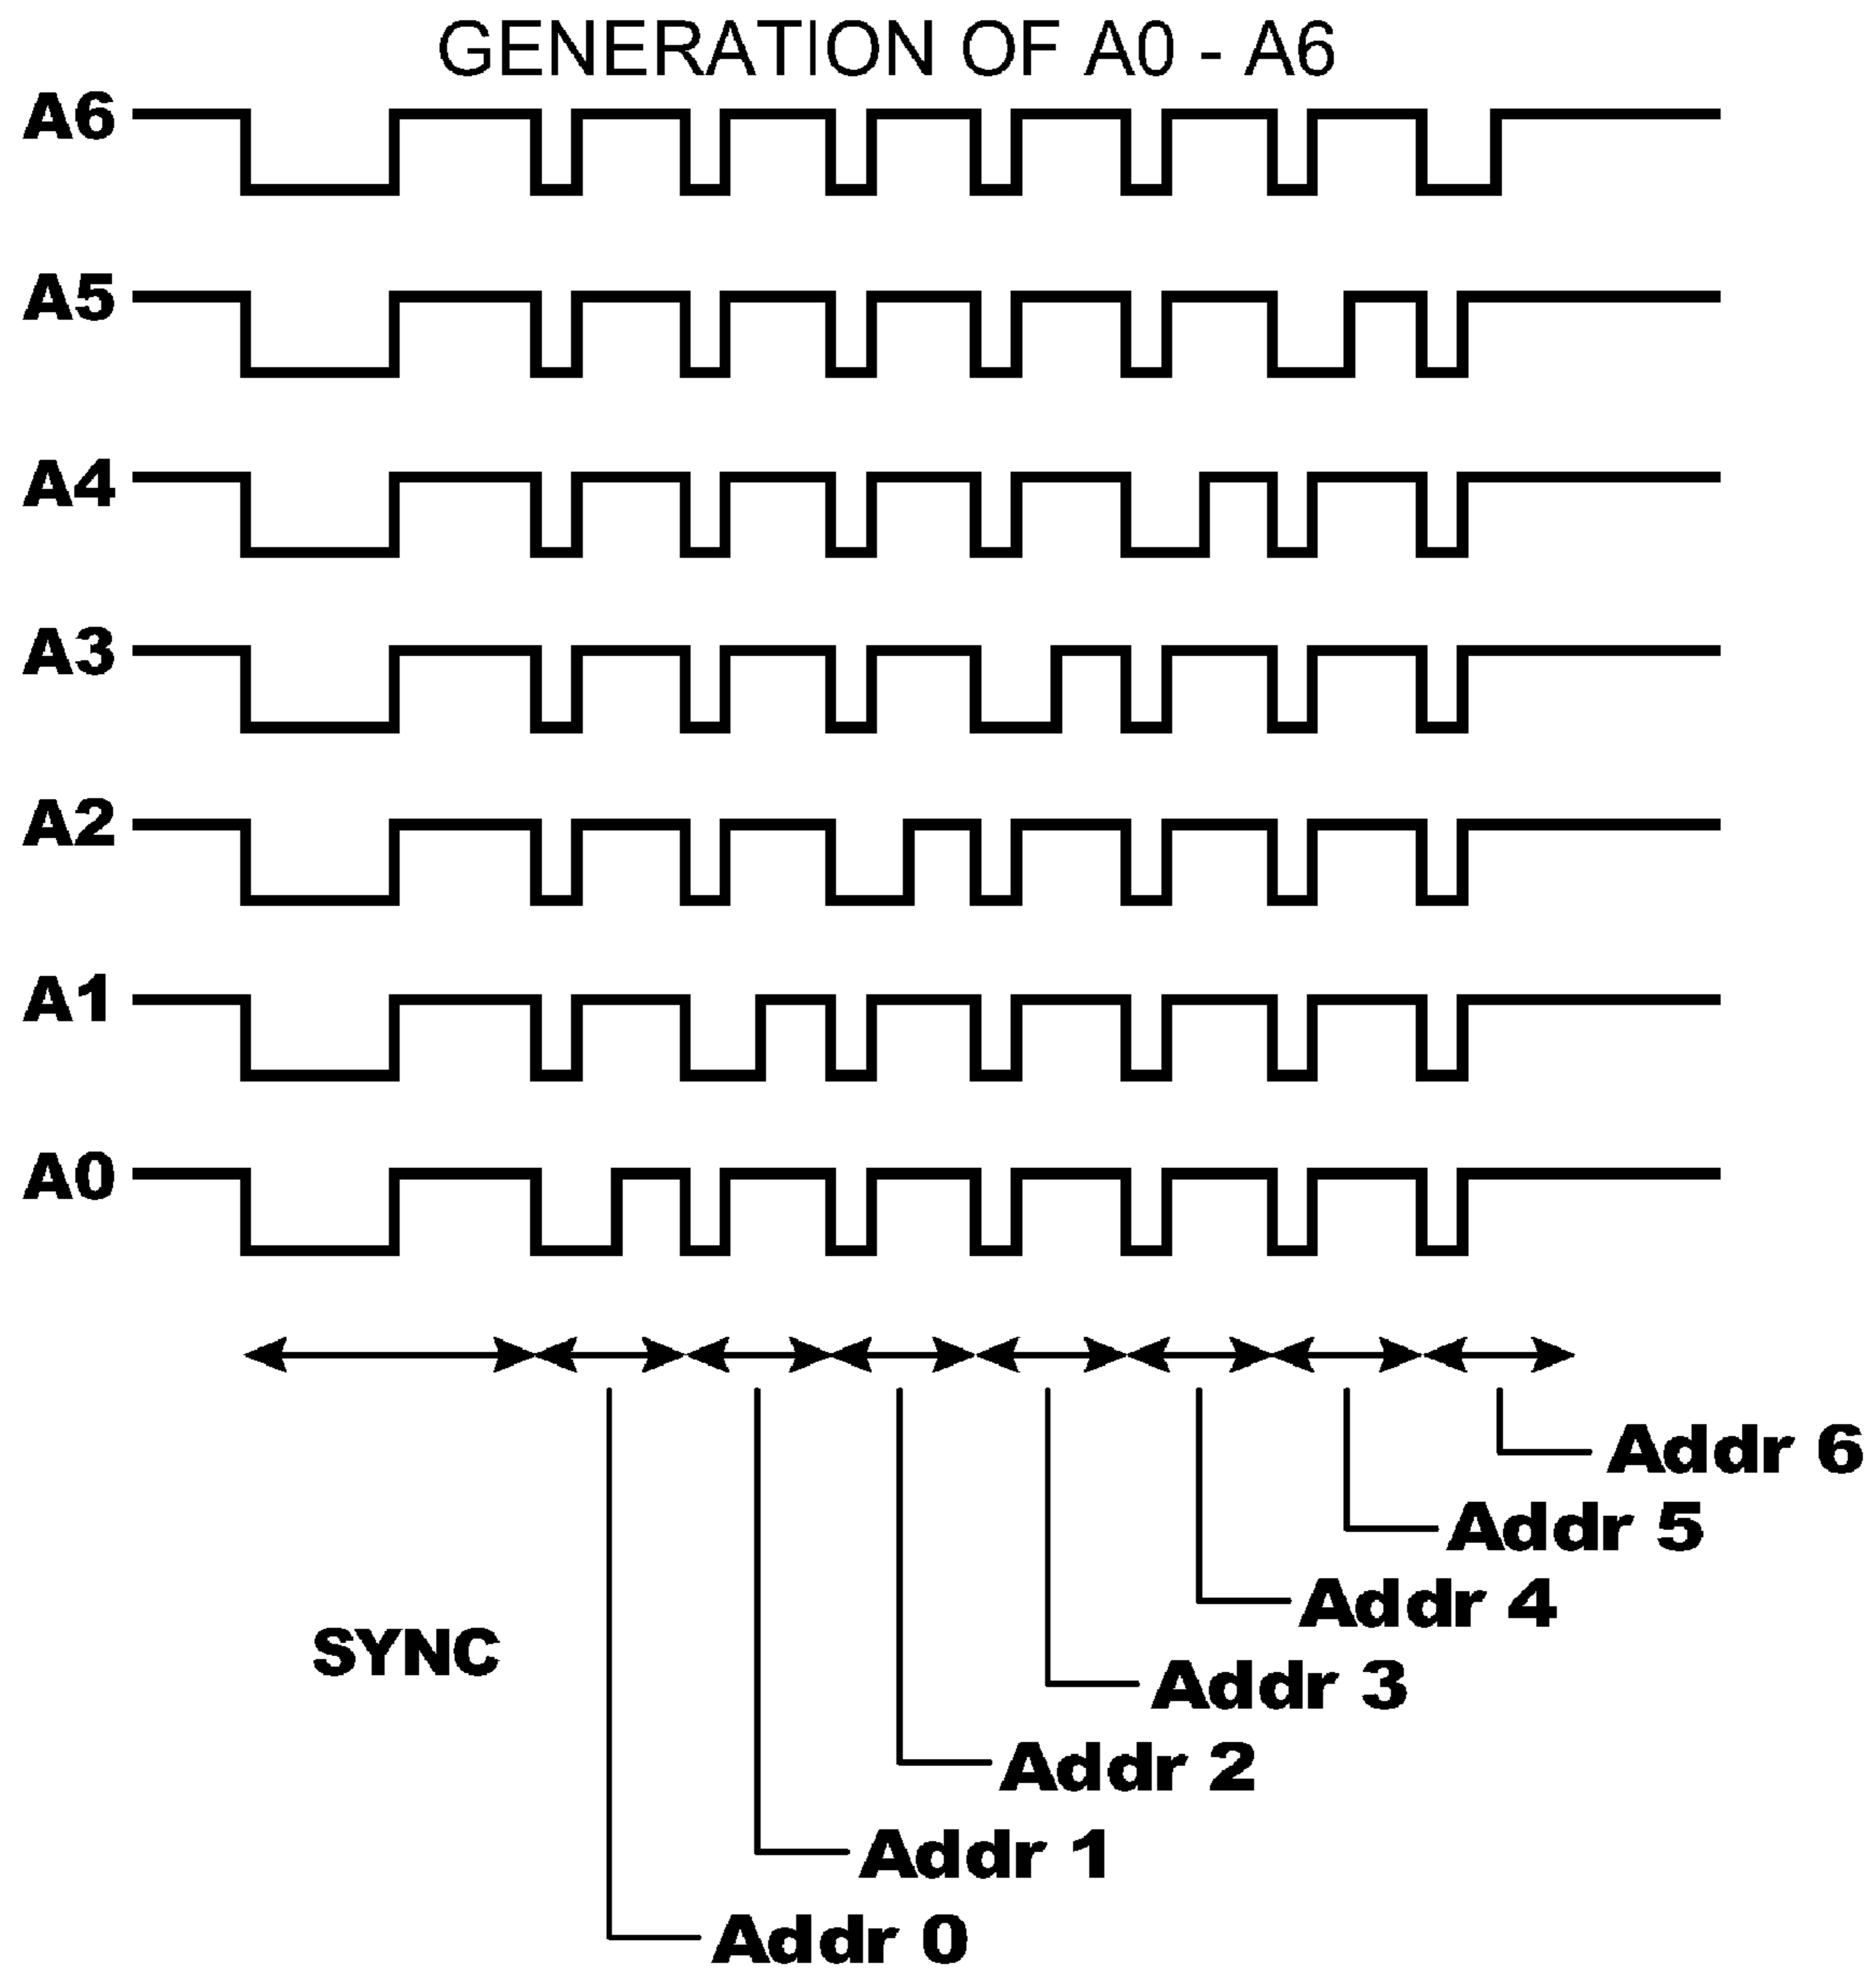 GENERATION OF A0 - A6
A6
A5
A4
A3
A2
A1
A0
Addr 6
Addr 5
Addr 4
SYNC
Addr 3
Addr 2
Addr 1
Addr 0